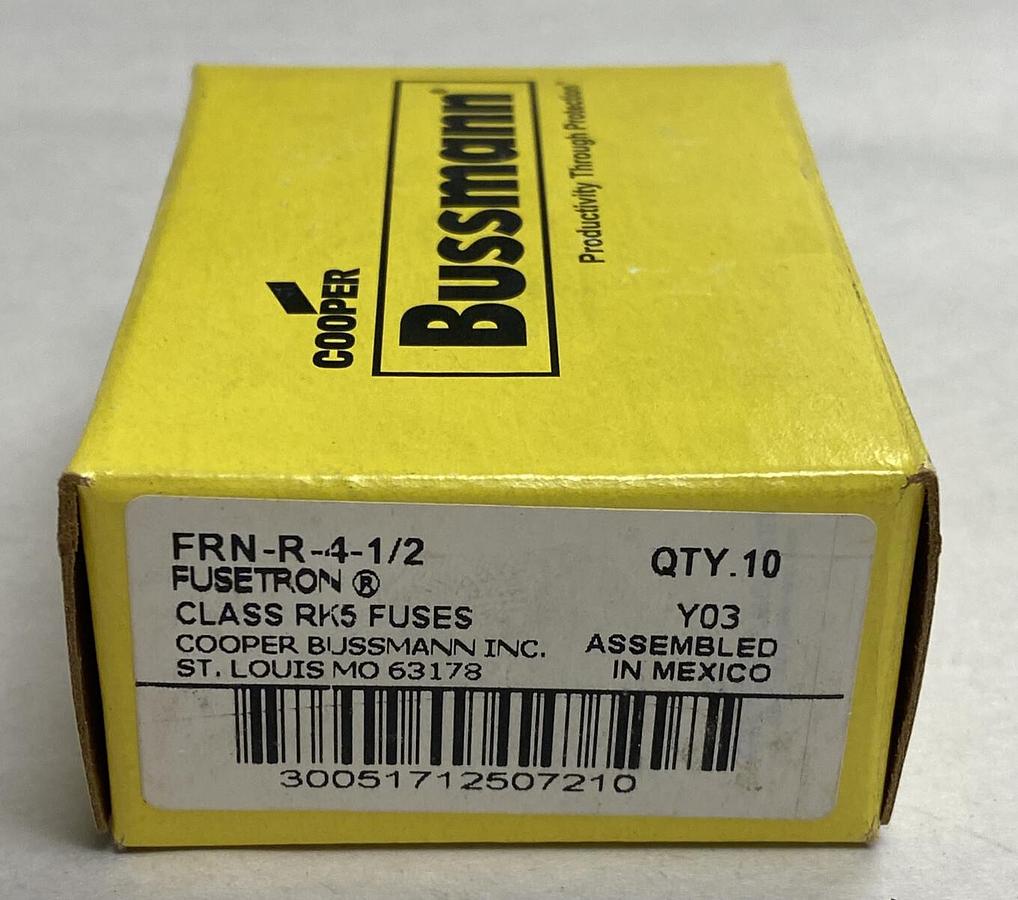 COOPER
Bussmann®
Productivity Through Protection™
FRN-R-4-1/2
FUSETRON ®
CLASS RK5 FUSES
COOPER BUSSMANN INC.
ST. LOUIS MO 63178
QTY.10
Y03
ASSEMBLED
IN MEXICO
30051712507210